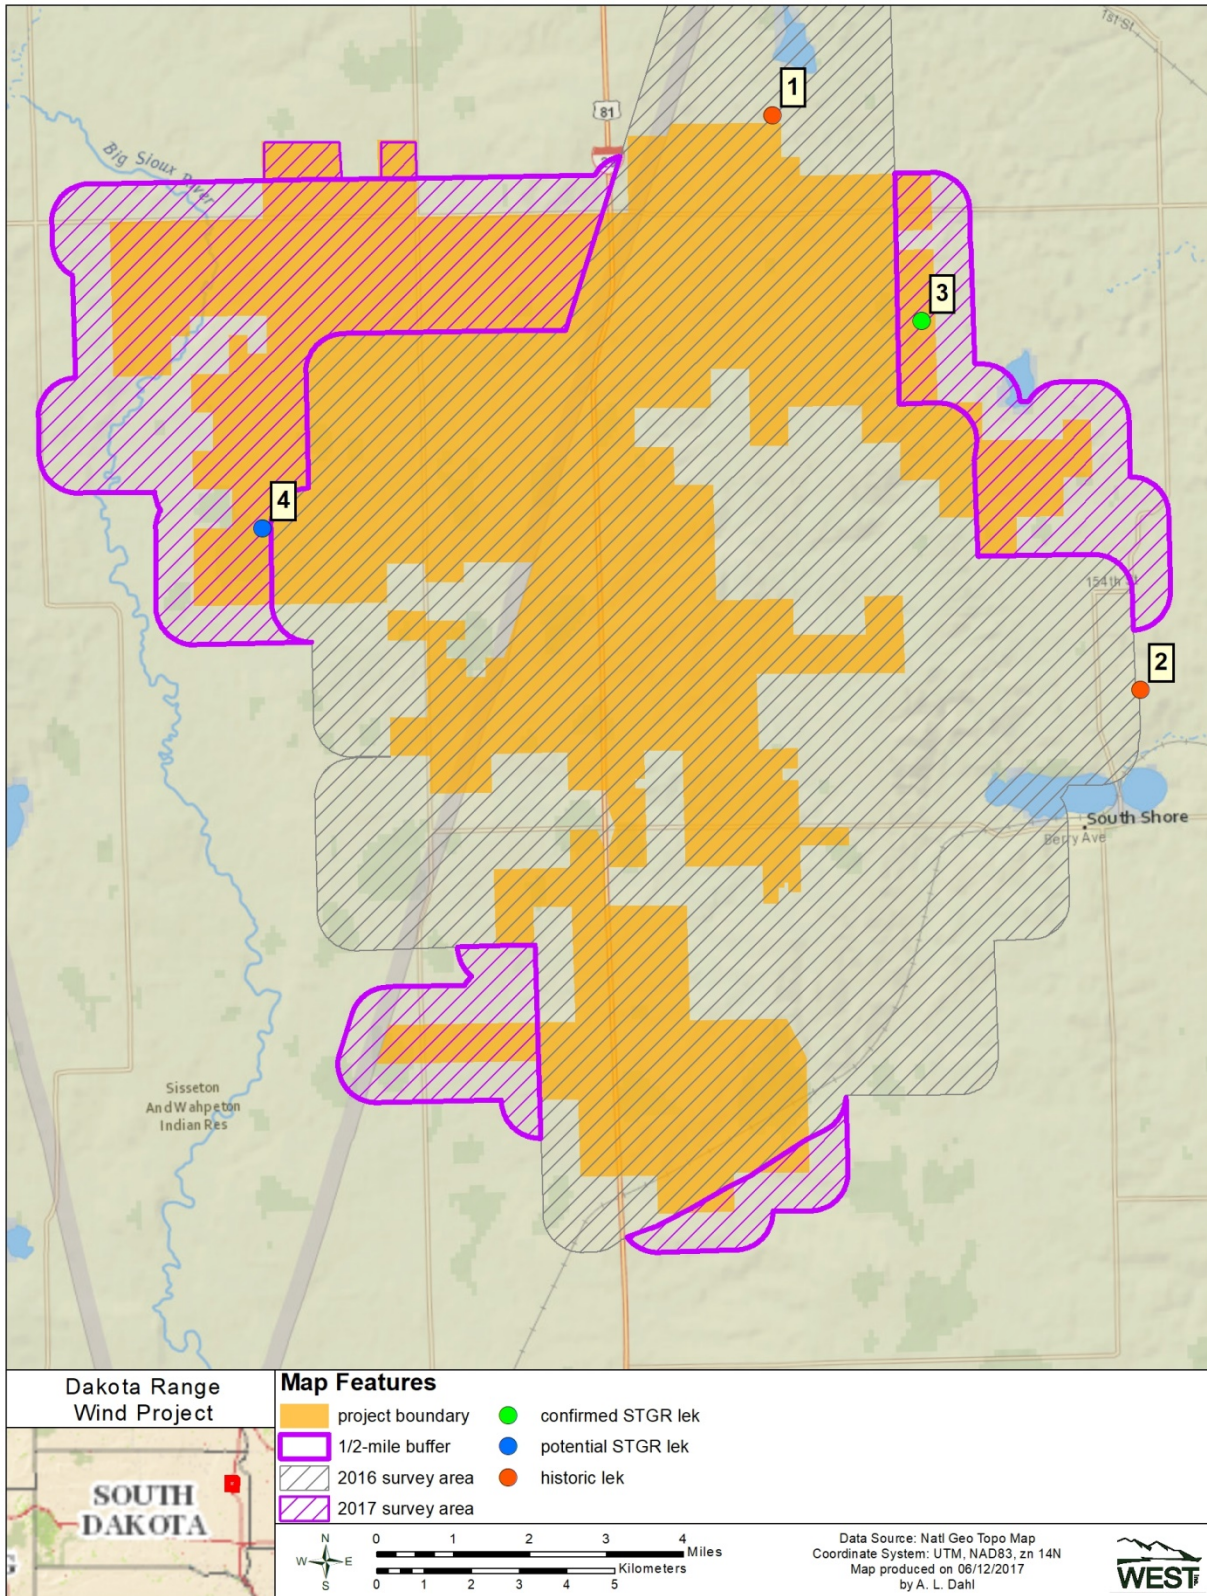 1st St
1
81
Big Sioux River
3
4
154th St
2
South Shore
Berry Ave
Sisseton
And Wahpeton
Indian Res
Dakota Range
Wind Project
SOUTH
DAKOTA
Map Features
project boundary
1/2-mile buffer
2016 survey area
2017 survey area
confirmed STGR lek
potential STGR lek
historic lek
N
W E
S
0 1 2 3 4
Miles
Kilometers
0 1 2 3 4 5
Data Source: Natl Geo Topo Map
Coordinate System: UTM, NAD83, zn 14N
Map produced on 06/12/2017
by A. L. Dahl
WEST